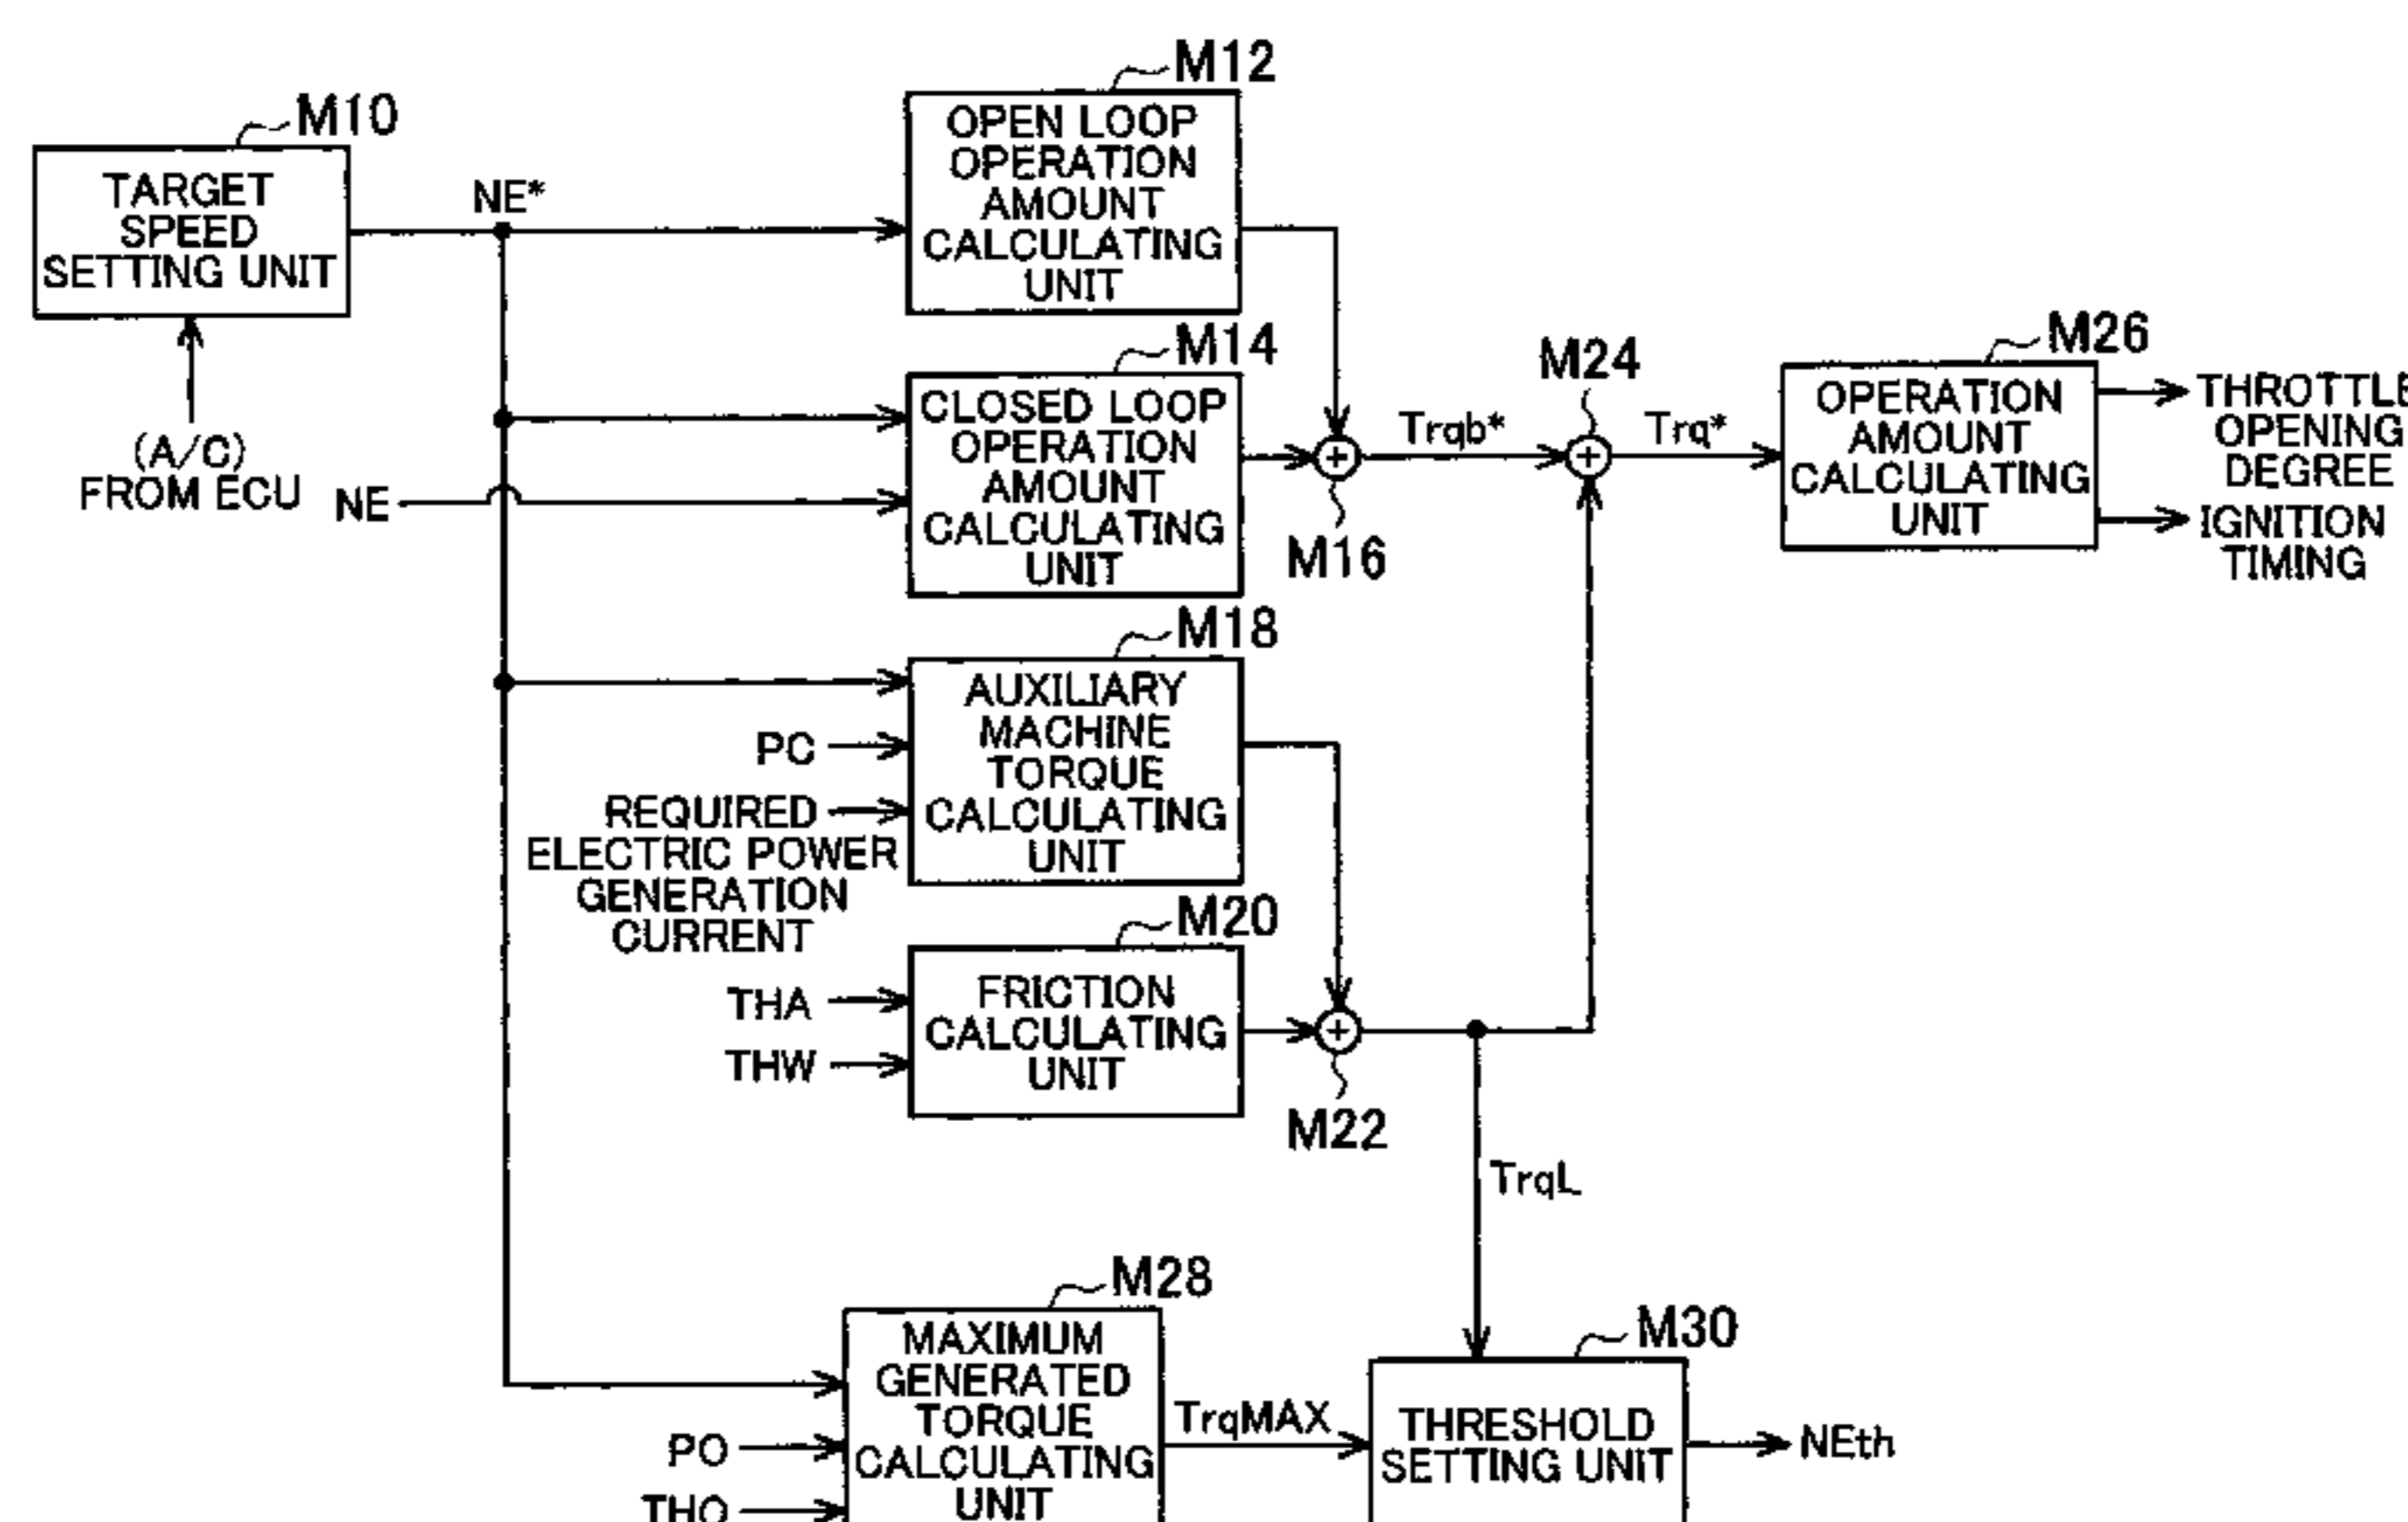 M10
TARGET
SPEED
SETTING UNIT
(A/C)
FROM ECU
NE*
NE
M12
OPEN LOOP
OPERATION
AMOUNT
CALCULATING
UNIT
M14
CLOSED LOOP
OPERATION
AMOUNT
CALCULATING
UNIT
+
M16
Trqb*
M24
+
Trq*
M26
OPERATION
AMOUNT
CALCULATING
UNIT
THROTTLE
OPENING
DEGREE
IGNITION
TIMING
M18
AUXILIARY
MACHINE
TORQUE
CALCULATING
UNIT
PC
REQUIRED
ELECTRIC POWER
GENERATION
CURRENT
M20
FRICTION
CALCULATING
UNIT
THA
THW
+
M22
TrqL
M28
MAXIMUM
GENERATED
TORQUE
CALCULATING
UNIT
PO
THO
TrqMAX
M30
THRESHOLD
SETTING UNIT
NEth